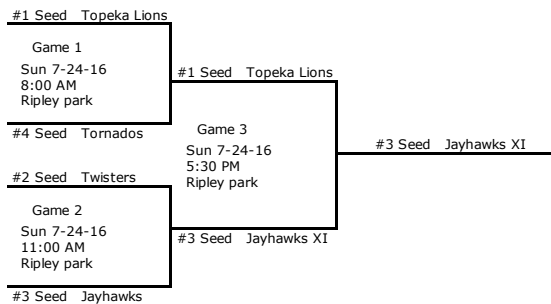 #1 Seed Topeka Lions
Game 1
Sun 7-24-16
8:00 AM
Ripley park
#4 Seed Tornados
#2 Seed Twisters
Game 2
Sun 7-24-16
11:00 AM
Ripley park
#3 Seed Jayhawks
#1 Seed Topeka Lions
Game 3
Sun 7-24-16
5:30 PM
Ripley park
#3 Seed Jayhawks XI
#3 Seed Jayhawks XI